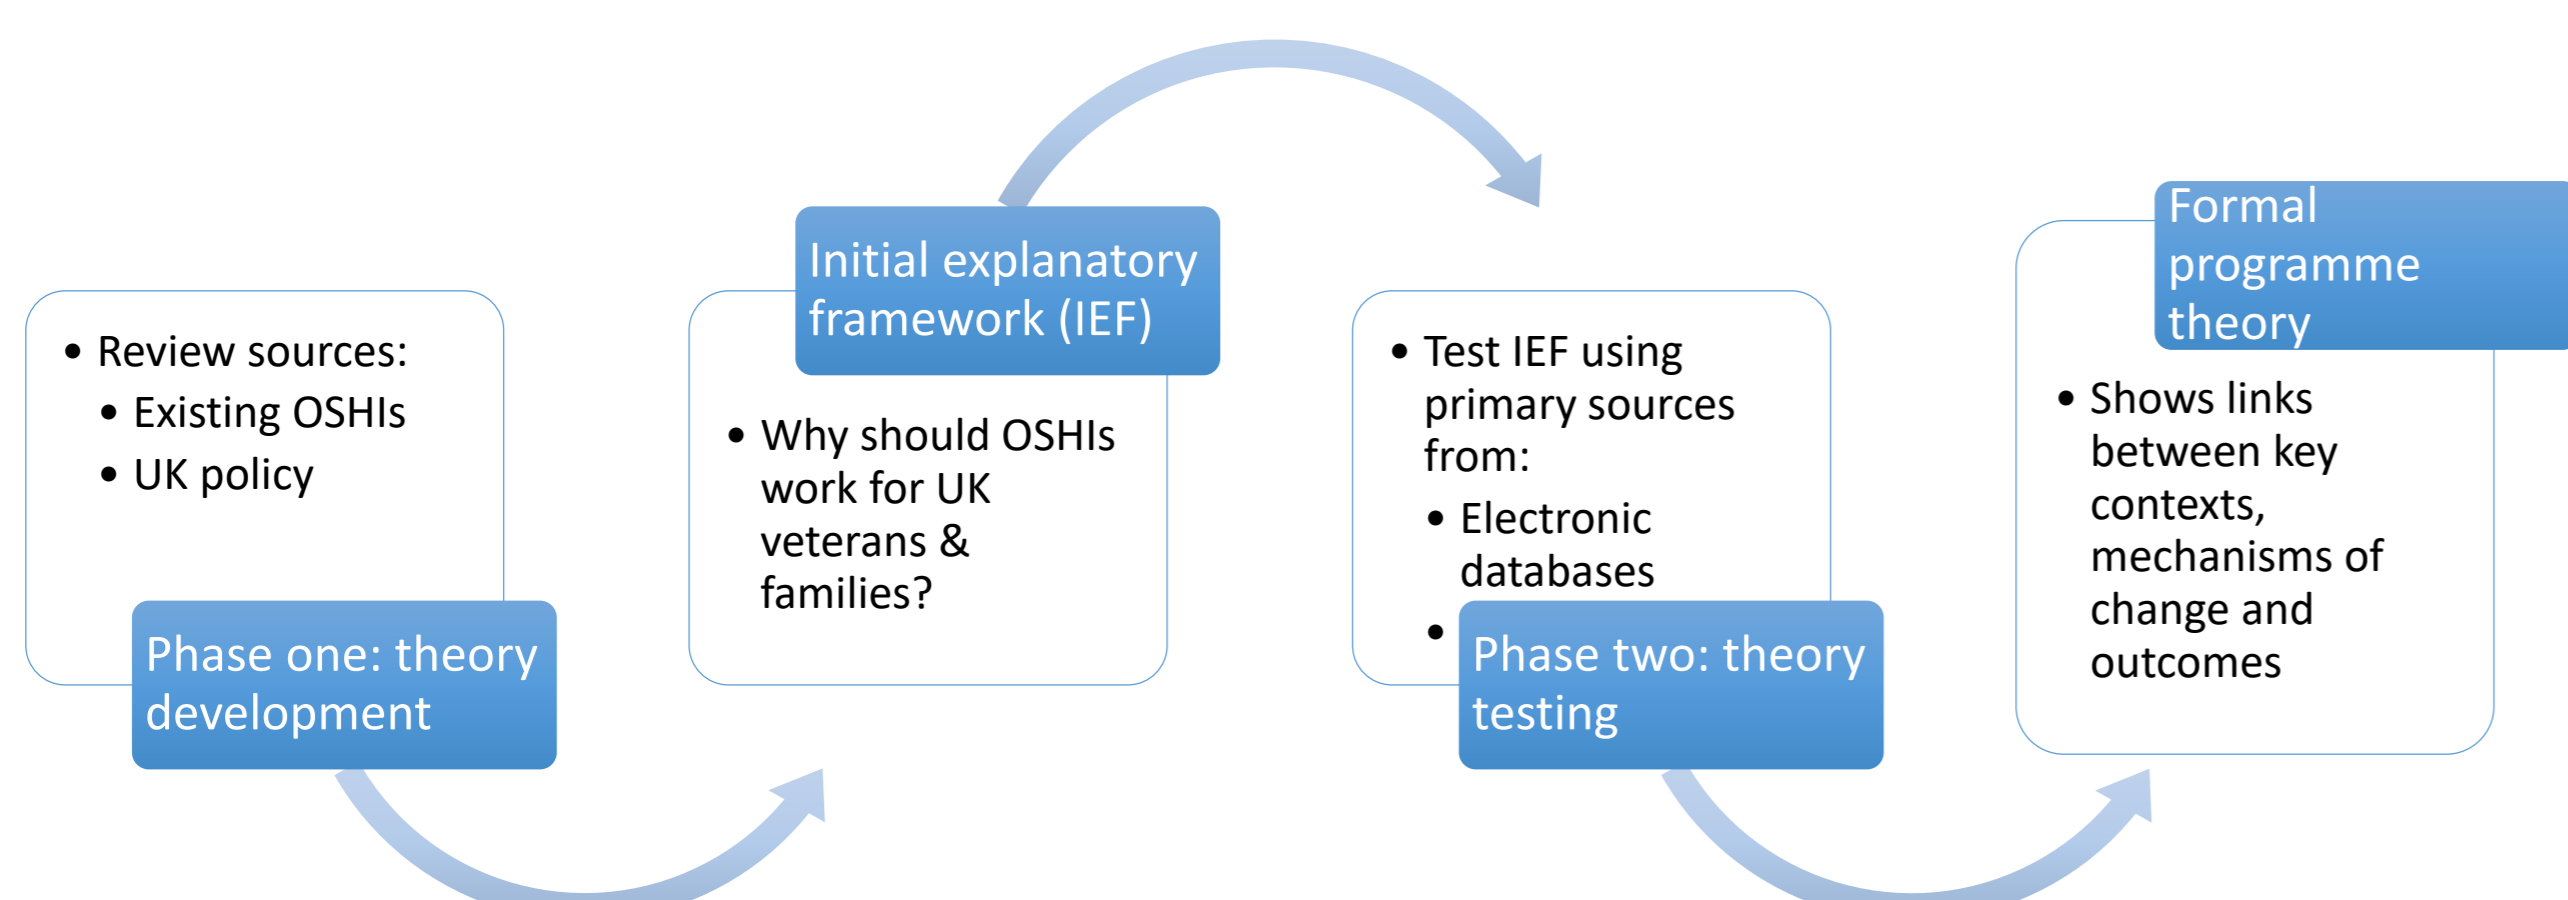 • Review sources:
• Existing OSHIs
• UK policy
Phase one: theory
development
Initial explanatory
framework (IEF)
• Why should OSHIs
work for UK
veterans &
families?
• Test IEF using
primary sources
from:
• Electronic
databases
•
Phase two: theory
testing
Formal
programme
theory
• Shows links
between key
contexts,
mechanisms of
change and
outcomes